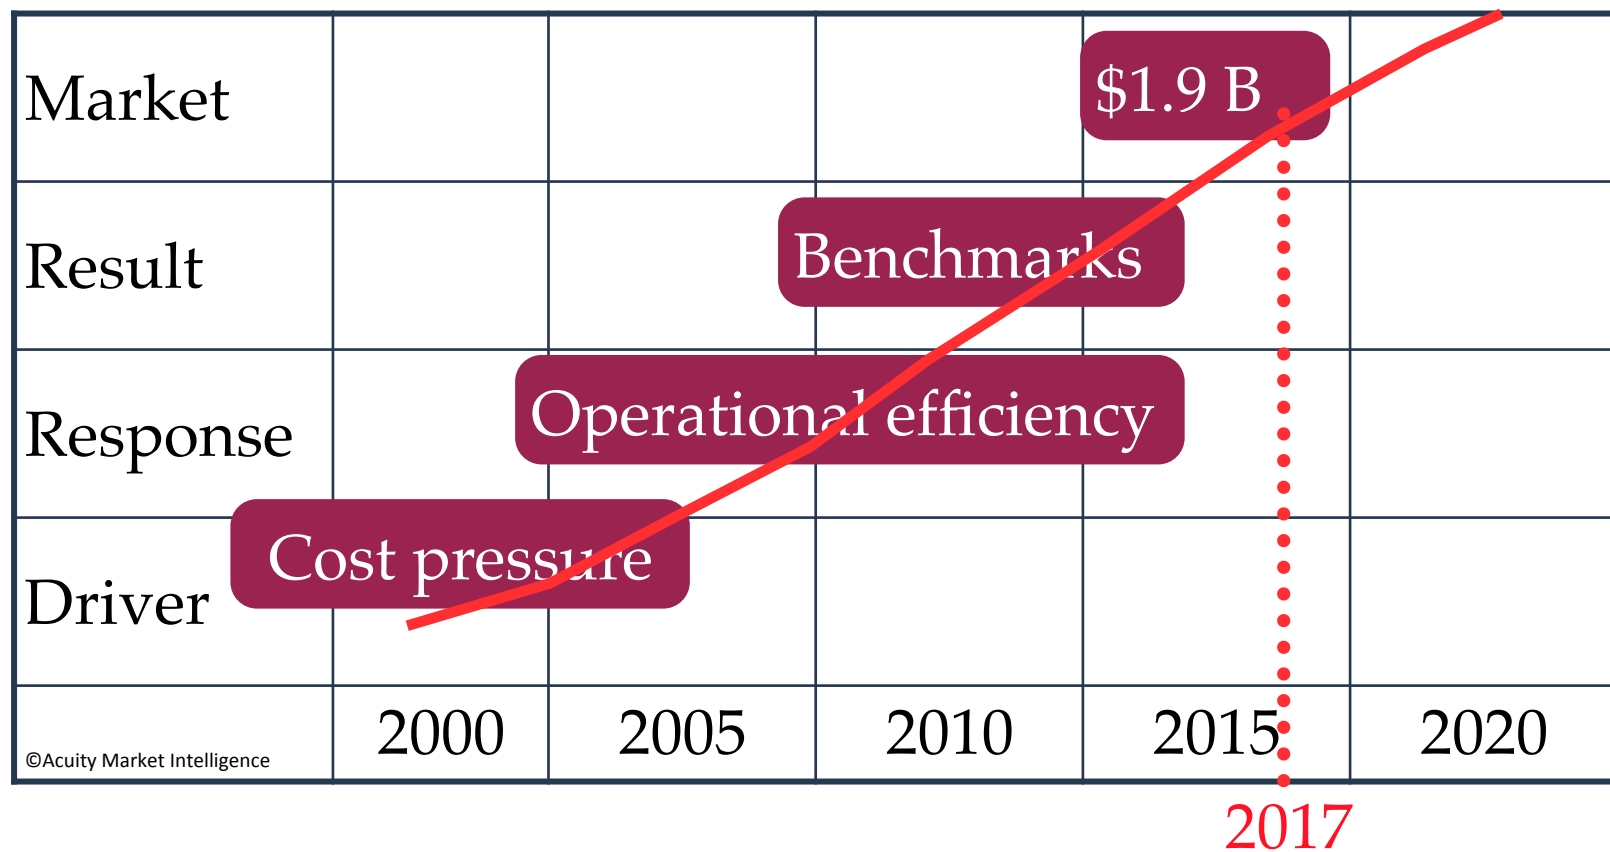 Market
$1.9 B
Result
Benchmarks
Response
Operational efficiency
Cost pressure
Driver
2000 2005 2010 2015 2020
©Acuity Market Intelligence
2017